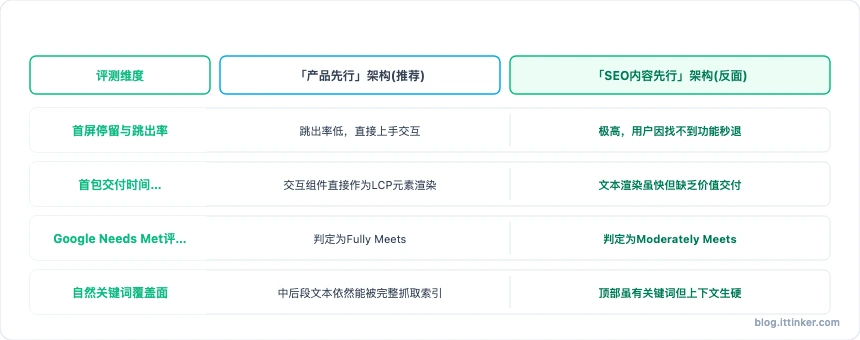 评测维度
「产品先行」架构(推荐)
「SEO内容先行」架构(反面)
首屏停留与跳出率
跳出率低，直接上手交互
极高，用户因找不到功能秒退
首包交付时间...
交互组件直接作为LCP元素渲染
文本渲染虽快但缺乏价值交付
Google Needs Met评...
判定为Fully Meets
判定为Moderately Meets
自然关键词覆盖面
中后段文本依然能被完整抓取索引
顶部虽有关键词但上下文生硬
blog.ittinker.com